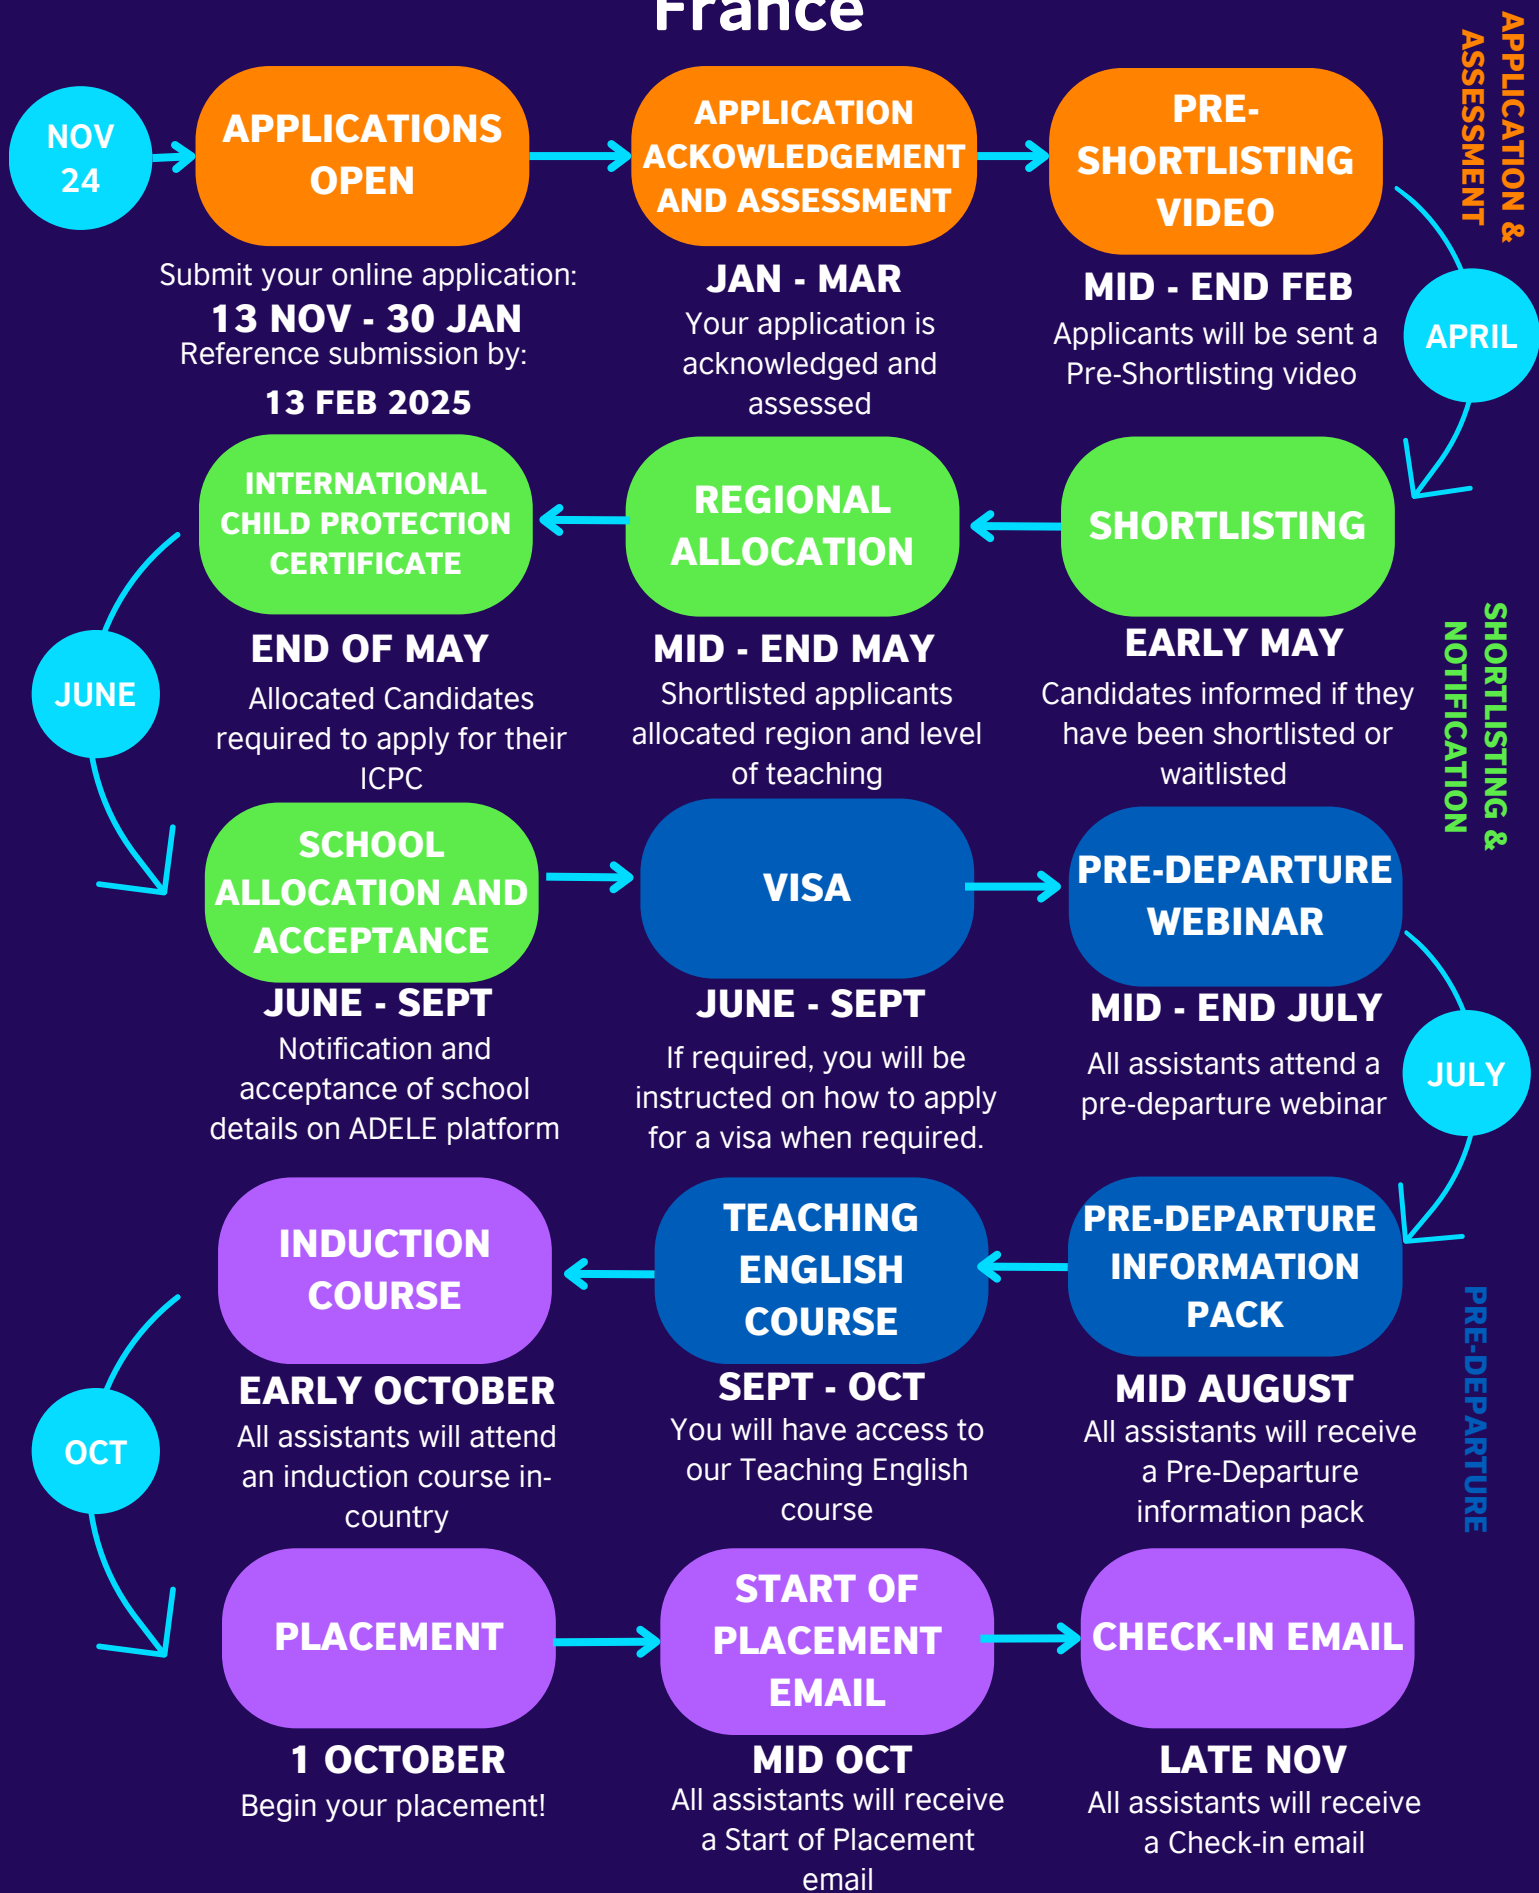 France
NOV
24
APPLICATIONS
OPEN
Submit your online application:
13 NOV - 30 JAN
Reference submission by:
13 FEB 2025
APPLICATION
ACKOWLEDGEMENT
AND ASSESSMENT
JAN - MAR
Your application is
acknowledged and
assessed
PRE-
SHORTLISTING
VIDEO
MID - END FEB
Applicants will be sent a
Pre-Shortlisting video
APPLICATION &
ASSESSMENT
APRIL
SHORTLISTING
EARLY MAY
Candidates informed if they
have been shortlisted or
waitlisted
REGIONAL
ALLOCATION
MID - END MAY
Shortlisted applicants
allocated region and level
of teaching
INTERNATIONAL
CHILD PROTECTION
CERTIFICATE
END OF MAY
Allocated Candidates
required to apply for their
ICPC
SHORTLISTING &
NOTIFICATION
JUNE
SCHOOL
ALLOCATION AND
ACCEPTANCE
JUNE - SEPT
Notification and
acceptance of school
details on ADELE platform
VISA
JUNE - SEPT
If required, you will be
instructed on how to apply
for a visa when required.
PRE-DEPARTURE
WEBINAR
MID - END JULY
All assistants attend a
pre-departure webinar
JULY
PRE-DEPARTURE
INFORMATION
PACK
MID AUGUST
All assistants will receive
a Pre-Departure
information pack
TEACHING
ENGLISH
COURSE
SEPT - OCT
You will have access to
our Teaching English
course
INDUCTION
COURSE
EARLY OCTOBER
All assistants will attend
an induction course in-
country
PRE-DEPARTURE
OCT
PLACEMENT
1 OCTOBER
Begin your placement!
START OF
PLACEMENT
EMAIL
MID OCT
All assistants will receive
a Start of Placement
email
CHECK-IN EMAIL
LATE NOV
All assistants will receive
a Check-in email